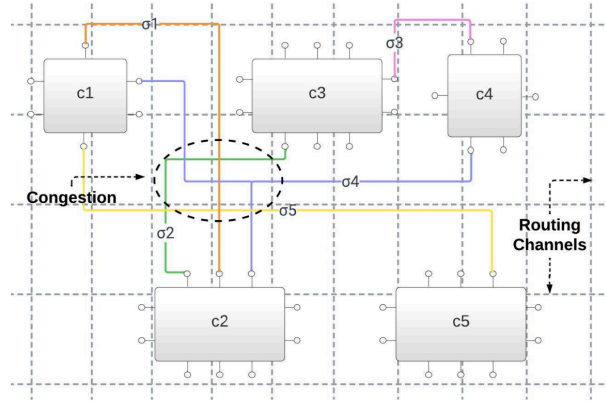 σ1
σ3
c1
c3
c4
Congestion
σ4
σ5
σ2
Routing
Channels
c2
c5